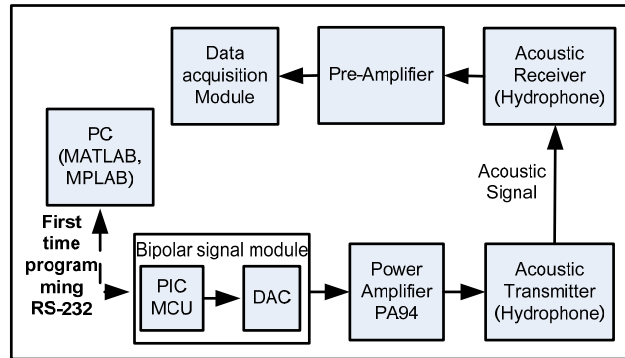 Data
acquisition
Module
Pre-Amplifier
Acoustic
Receiver
(Hydrophone)
PC
(MATLAB,
MPLAB)
Acoustic
Signal
First
time
program
ming
RS-232
Bipolar signal module
PIC
MCU
DAC
Power
Amplifier
PA94
Acoustic
Transmitter
(Hydrophone)